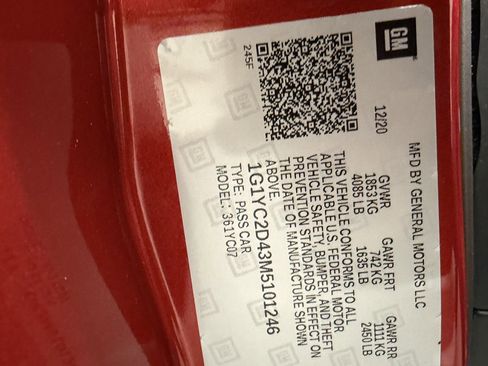 GM
MFD BY GENERAL MOTORS LLC
12/20
GVWR GAWR FRT GAWR RR
1853 KG 742 KG 1111 KG
4085 LB 1635 LB 2450 LB
THIS VEHICLE CONFORMS TO ALL
APPLICABLE U.S. FEDERAL MOTOR
VEHICLE SAFETY, BUMPER, AND THEFT
PREVENTION STANDARDS IN EFFECT ON
THE DATE OF MANUFACTURE SHOWN
ABOVE.
1G1YC2D43M5101246
TYPE: PASS CAR
MODEL: 361YC07
245F